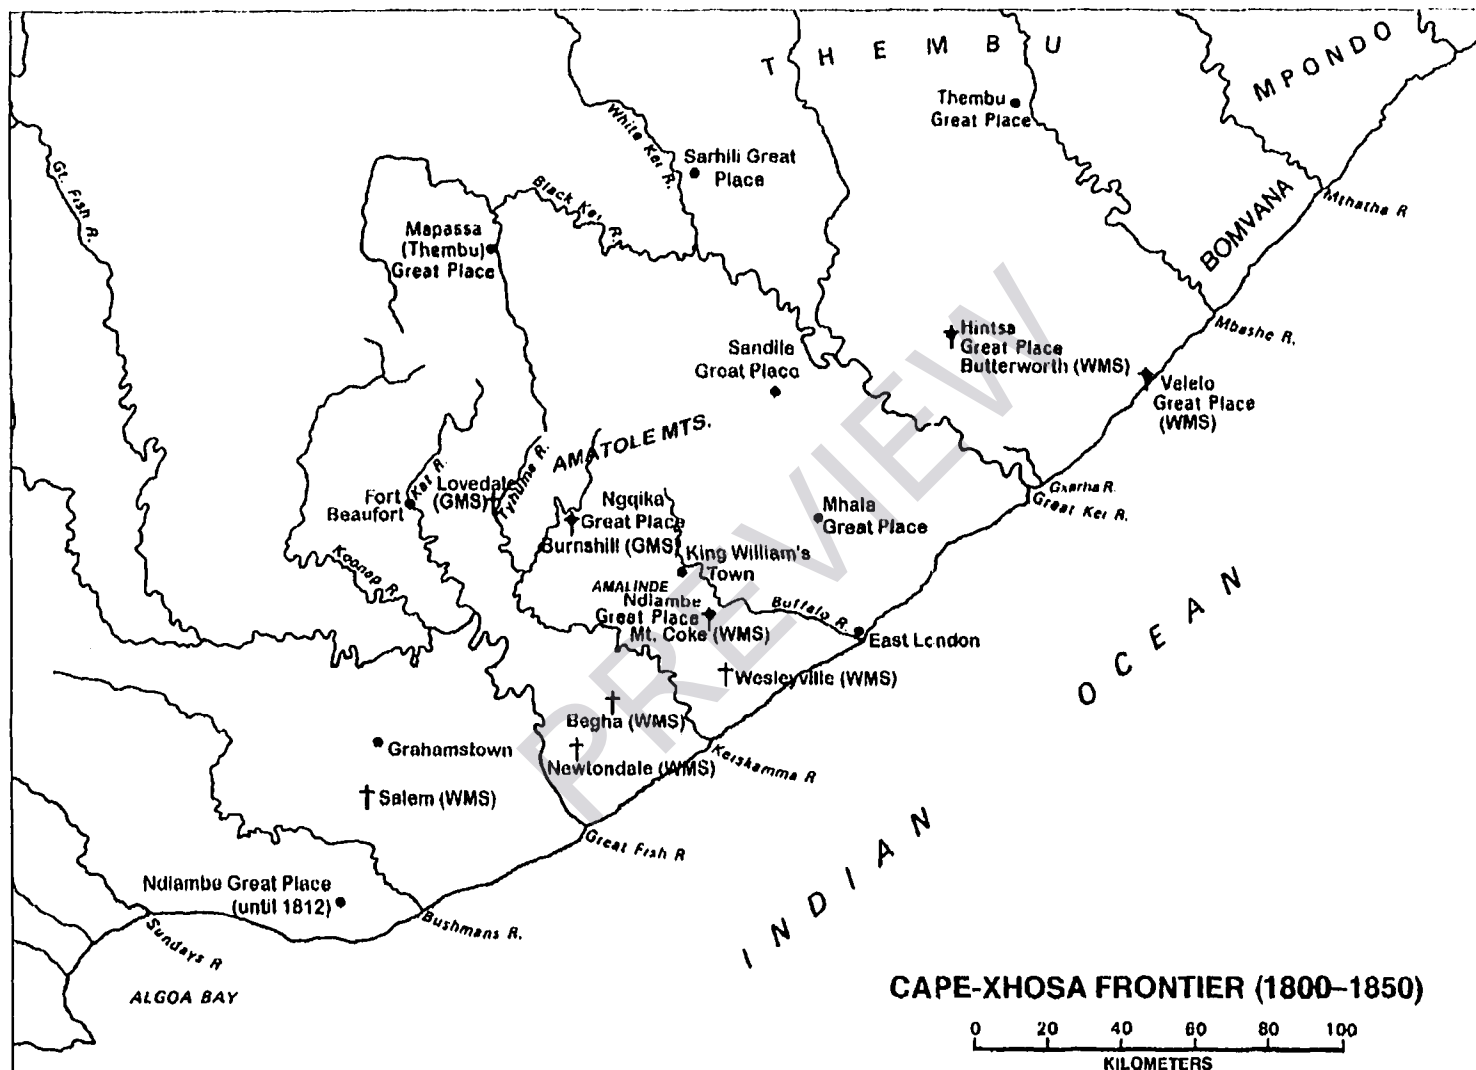 THEMBU
MPONDO
Thembu
Great Place
White Kei R.
Sarhili Great
Place
Gt. Fish R.
Black Kei R.
BOMVANA
Mthatha R
Mapassa
(Thembu)
Great Place
Mbashe R.
Hintsa
Great Place
Butterworth (WMS)
Sandile
Great Place
Velelo
Great Place
(WMS)
AMATOLE MTS.
Tyhume R.
Kat R.
Lovedale
(GMS)
Fort
Beaufort
Gxarha R.
Great Kei R.
Ngqika
Great Place
Burnshill (GMS)
Mhala
Great Place
King William's
Town
Koonap R.
AMALINDE
Ndlambe
Great Place
Mt. Coke (WMS)
Buffalo R.
East London
Wesleyville (WMS)
Begha (WMS)
Newtondale (WMS)
Keiskamma R
Grahamstown
Salem (WMS)
Great Fish R
Ndlambe Great Place
(until 1812)
Bushmans R.
Sundays R
ALGOA BAY
INDIAN OCEAN
PREVIEW
CAPE-XHOSA FRONTIER (1800–1850)
0 20 40 60 80 100
KILOMETERS